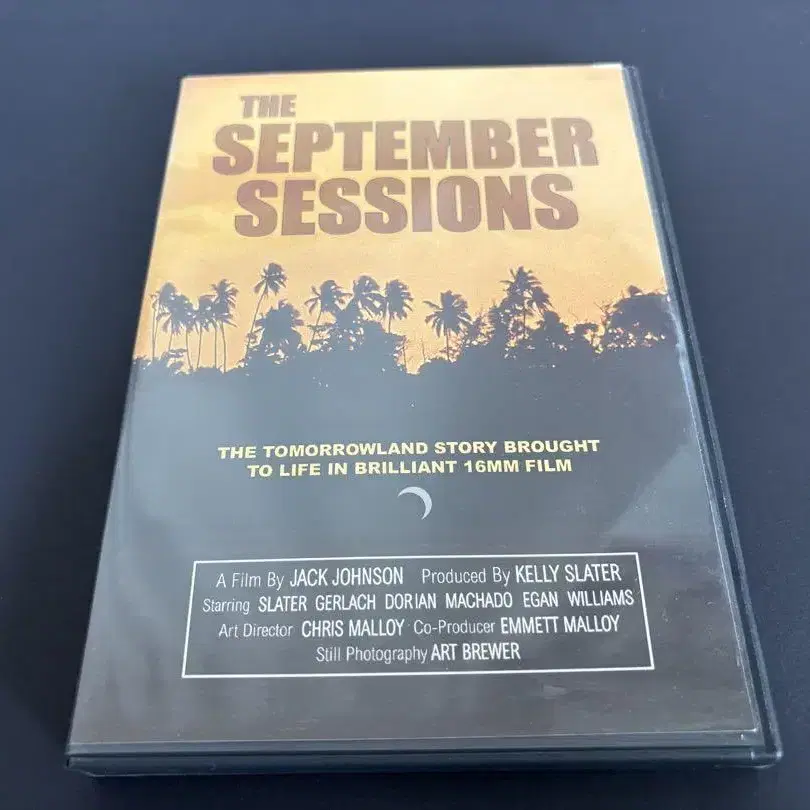 THE
SEPTEMBER
SESSIONS
THE TOMORROWLAND STORY BROUGHT
TO LIFE IN BRILLIANT 16MM FILM
A Film By JACK JOHNSON Produced By KELLY SLATER
Starring SLATER GERLACH DORIAN MACHADO EGAN WILLIAMS
Art Director CHRIS MALLOY Co-Producer EMMETT MALLOY
Still Photography ART BREWER